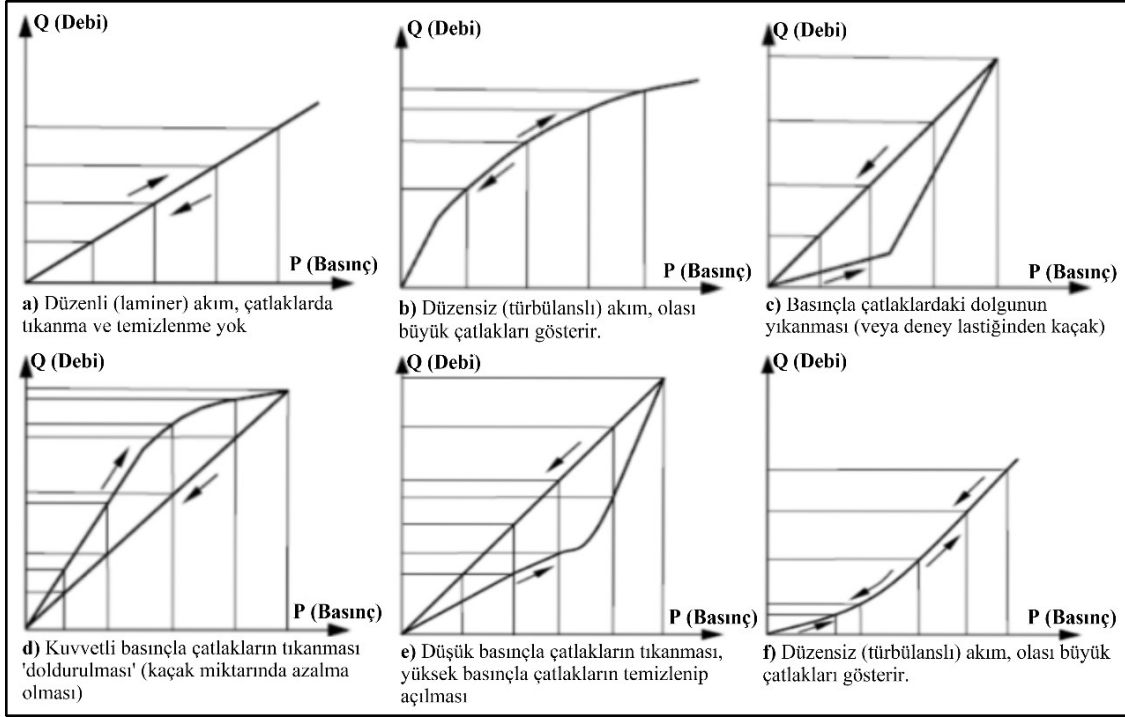 Q (Debi)
P (Basınç)
a) Düzenli (laminer) akım, çatlaklarda
tıkanma ve temizlenme yok
Q (Debi)
P (Basınç)
b) Düzensiz (türbülanslı) akım, olası
büyük çatlakları gösterir.
Q (Debi)
P (Basınç)
c) Basınçla çatlaklardaki dolgunun
yıkanması (veya deney lastiğinden kaçak)
Q (Debi)
P (Basınç)
d) Kuvvetli basınçla çatlakların tıkanması
'doldurulması' (kaçak miktarında azalma
olması)
Q (Debi)
P (Basınç)
e) Düşük basınçla çatlakların tıkanması,
yüksek basınçla çatlakların temizlenip
açılması
Q (Debi)
P (Basınç)
f) Düzensiz (türbülanslı) akım, olası büyük
çatlakları gösterir.